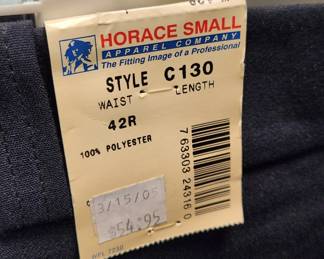 HORACE SMALL
APPAREL COMPANY
The Fitting Image of a Professional
STYLE C130
WAIST LENGTH
42R
100% POLYESTER
7 63303 24316 0
3/15/05
$54.95